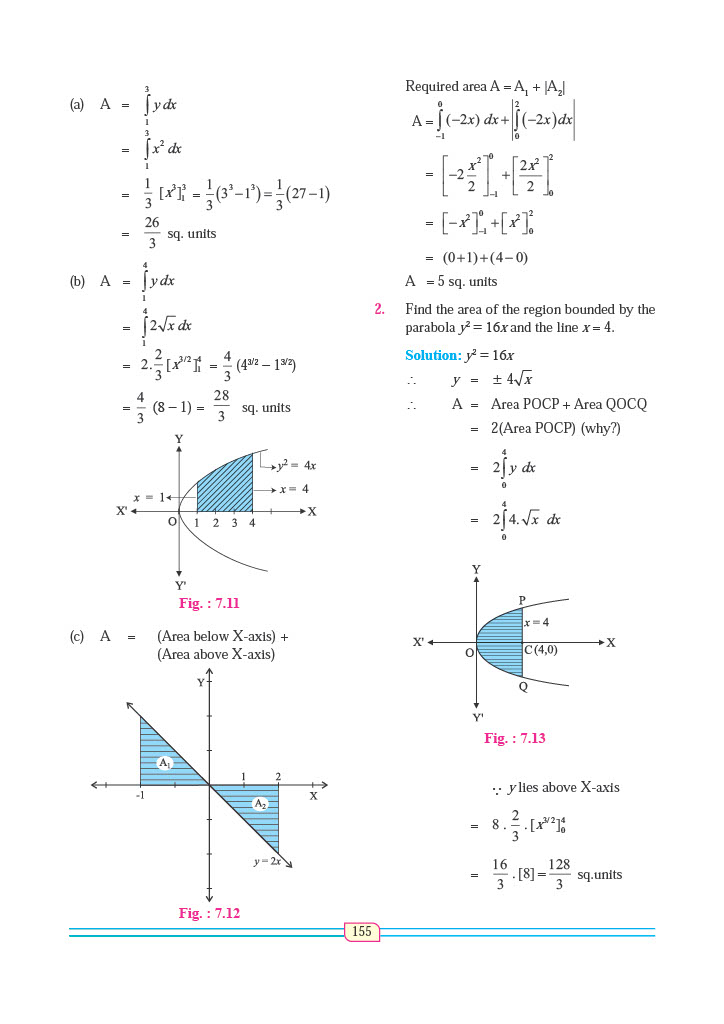 (a) A = ∫₁³ y dx
= ∫₁³ x² dx
= 1/3 [x³]₁³ = 1/3 (3³ – 1³) = 1/3 (27 – 1)
= 26/3 sq. units
(b) A = ∫₁⁴ y dx
= ∫₁⁴ 2√x dx
= 2. 2/3 [x^{3/2}]₁⁴ = 4/3 (4^{3/2} – 1^{3/2})
= 4/3 (8 – 1) = 28/3 sq. units
Y
y² = 4x
x = 4
x = 1
X' X
O 1 2 3 4
Y'
Fig. : 7.11
(c) A = (Area below X-axis) +
(Area above X-axis)
Y
A₁
1 2
-1 X
A₂
y = 2x
Fig. : 7.12
Required area A = A₁ + |A₂|
A = ∫₋₁⁰ (–2x) dx + |∫₀² (–2x) dx|
= [–2 x²/2]₋₁⁰ + [2x²/2]₀²
= [–x²]₋₁⁰ + [x²]₀²
= (0+1) + (4 – 0)
A = 5 sq. units
2. Find the area of the region bounded by the
parabola y² = 16x and the line x = 4.
Solution: y² = 16x
∴ y = ± 4√x
∴ A = Area POCP + Area QOCQ
= 2(Area POCP) (why?)
= 2∫₀⁴ y dx
= 2∫₀⁴ 4.√x dx
Y
P
x = 4
X' X
O C (4,0)
Q
Y'
Fig. : 7.13
∵ y lies above X-axis
= 8 . 2/3 . [x^{3/2}]₀⁴
= 16/3 . [8] = 128/3 sq.units
155